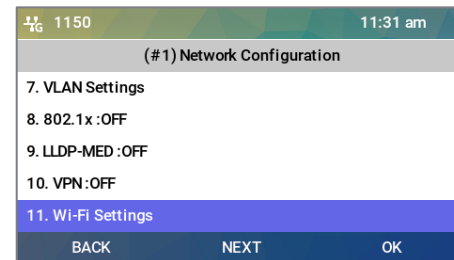 1G 1150 11:31 am
(#1) Network Configuration
7. VLAN Settings
8. 802.1x :OFF
9. LLDP-MED :OFF
10. VPN :OFF
11. Wi-Fi Settings
BACK NEXT OK